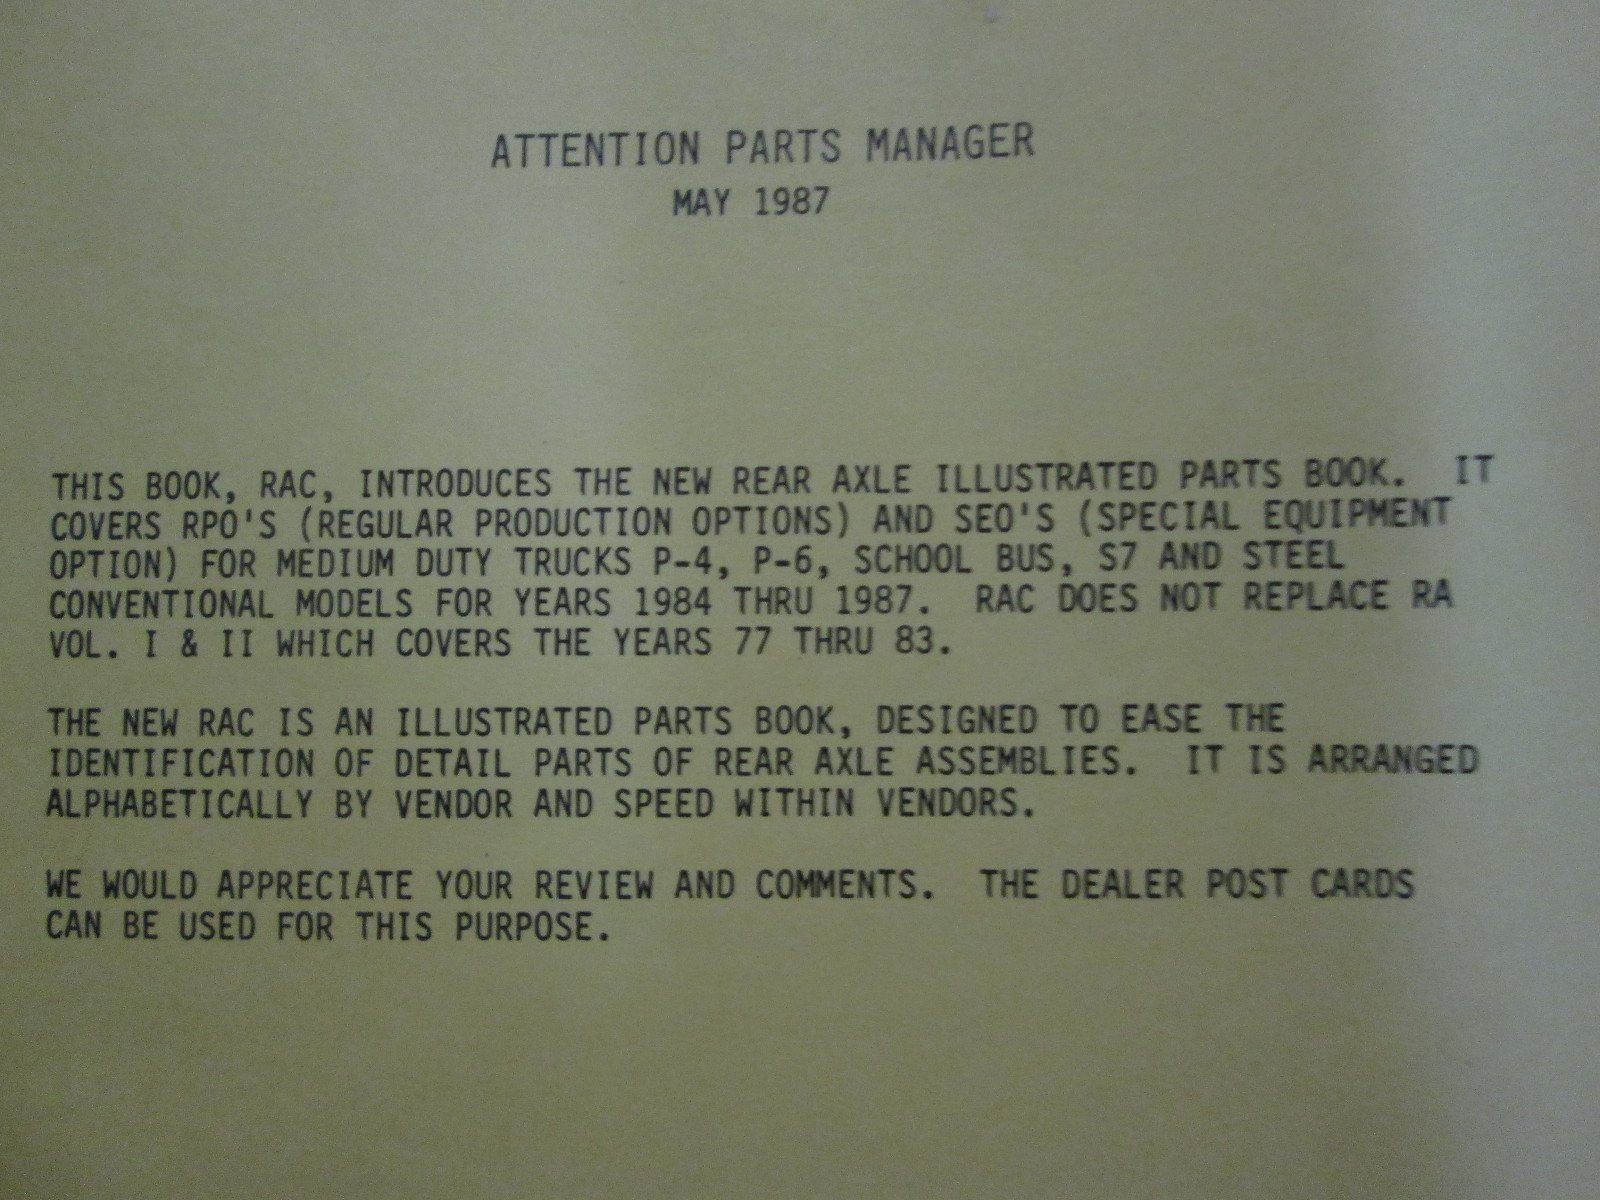 ATTENTION PARTS MANAGER
MAY 1987
THIS BOOK, RAC, INTRODUCES THE NEW REAR AXLE ILLUSTRATED PARTS BOOK. IT
COVERS RPO'S (REGULAR PRODUCTION OPTIONS) AND SEO'S (SPECIAL EQUIPMENT
OPTION) FOR MEDIUM DUTY TRUCKS P-4, P-6, SCHOOL BUS, S7 AND STEEL
CONVENTIONAL MODELS FOR YEARS 1984 THRU 1987. RAC DOES NOT REPLACE RA
VOL. I & II WHICH COVERS THE YEARS 77 THRU 83.
THE NEW RAC IS AN ILLUSTRATED PARTS BOOK, DESIGNED TO EASE THE
IDENTIFICATION OF DETAIL PARTS OF REAR AXLE ASSEMBLIES. IT IS ARRANGED
ALPHABETICALLY BY VENDOR AND SPEED WITHIN VENDORS.
WE WOULD APPRECIATE YOUR REVIEW AND COMMENTS. THE DEALER POST CARDS
CAN BE USED FOR THIS PURPOSE.